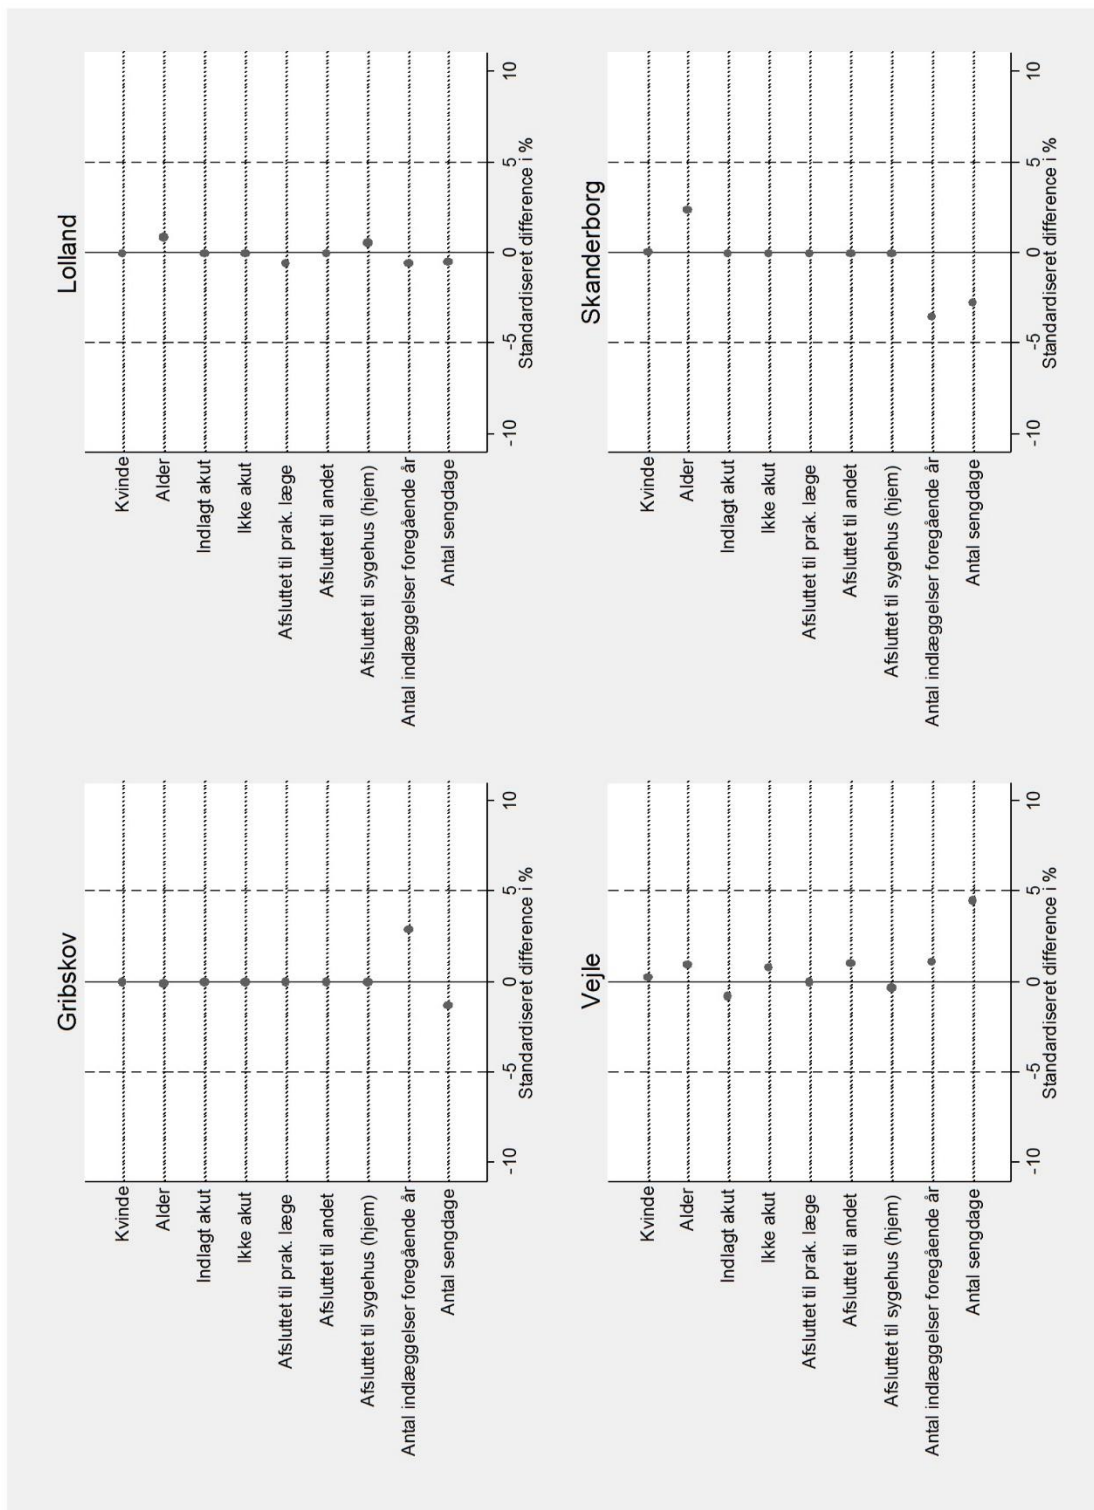 Gribskov
Kvinde
Alder
Indlagt akut
Ikke akut
Afsluttet til prak. læge
Afsluttet til andet
Afsluttet til sygehus (hjem)
Antal indlæggelser foregående år
Antal sengdage
-10 -5 0 5 10
Standardiseret difference i %
Lolland
Kvinde
Alder
Indlagt akut
Ikke akut
Afsluttet til prak. læge
Afsluttet til andet
Afsluttet til sygehus (hjem)
Antal indlæggelser foregående år
Antal sengdage
-10 -5 0 5 10
Standardiseret difference i %
Vejle
Kvinde
Alder
Indlagt akut
Ikke akut
Afsluttet til prak. læge
Afsluttet til andet
Afsluttet til sygehus (hjem)
Antal indlæggelser foregående år
Antal sengdage
-10 -5 0 5 10
Standardiseret difference i %
Skanderborg
Kvinde
Alder
Indlagt akut
Ikke akut
Afsluttet til prak. læge
Afsluttet til andet
Afsluttet til sygehus (hjem)
Antal indlæggelser foregående år
Antal sengdage
-10 -5 0 5 10
Standardiseret difference i %